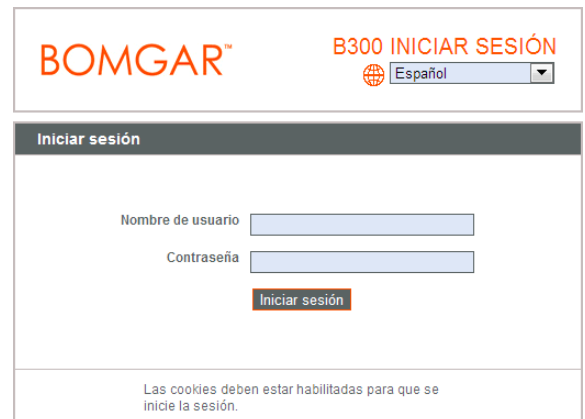 BOMGAR™
B300 INICIAR SESIÓN
Español
Iniciar sesión
Nombre de usuario
Contraseña
Iniciar sesión
Las cookies deben estar habilitadas para que se
inicie la sesión.